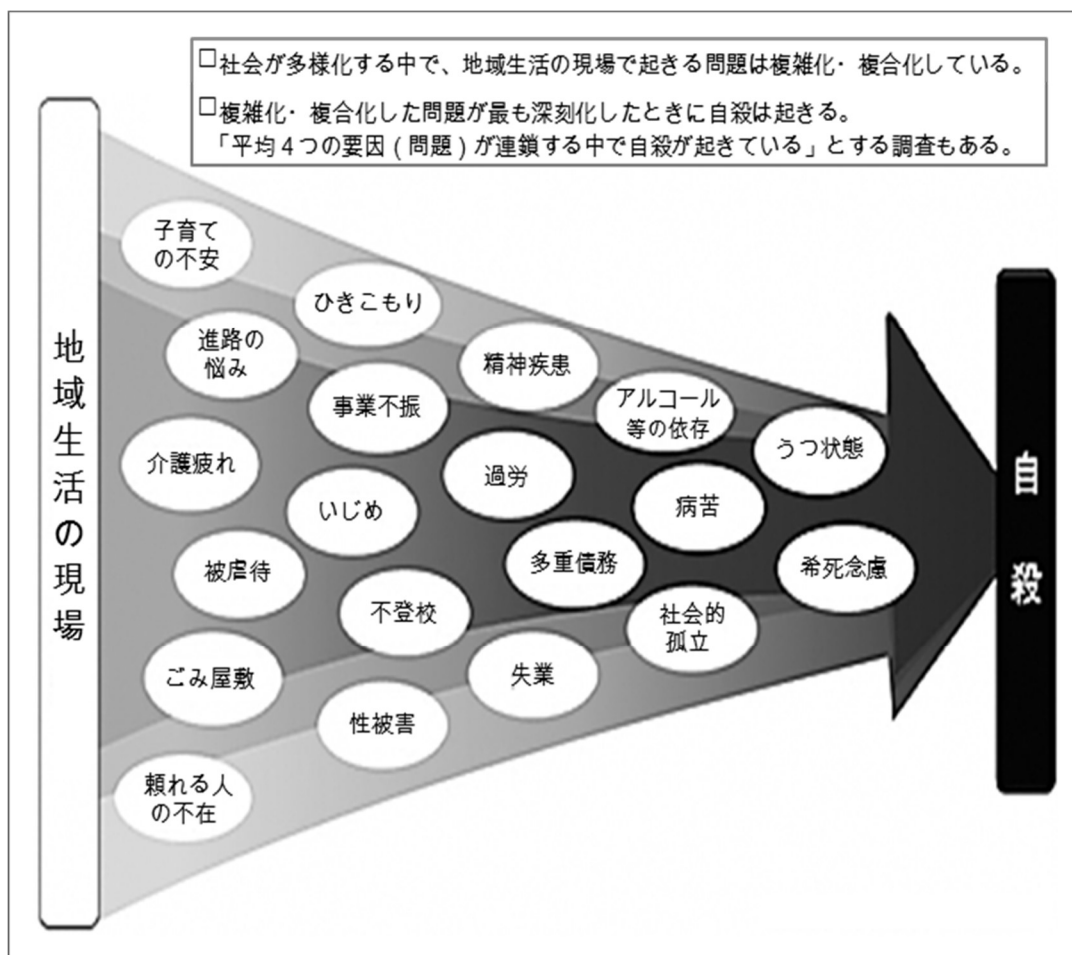 □社会が多様化する中で、地域生活の現場で起きる問題は複雑化・複合化している。
□複雑化・複合化した問題が最も深刻化したときに自殺は起きる。
「平均4つの要因(問題)が連鎖する中で自殺が起きている」とする調査もある。
地域生活の現場
子育て
の不安
ひきこもり
進路の
悩み
精神疾患
事業不振
アルコール
等の依存
うつ状態
介護疲れ
過労
いじめ
病苦
被虐待
多重債務
希死念慮
不登校
社会的
孤立
ごみ屋敷
失業
性被害
頼れる人
の不在
自殺